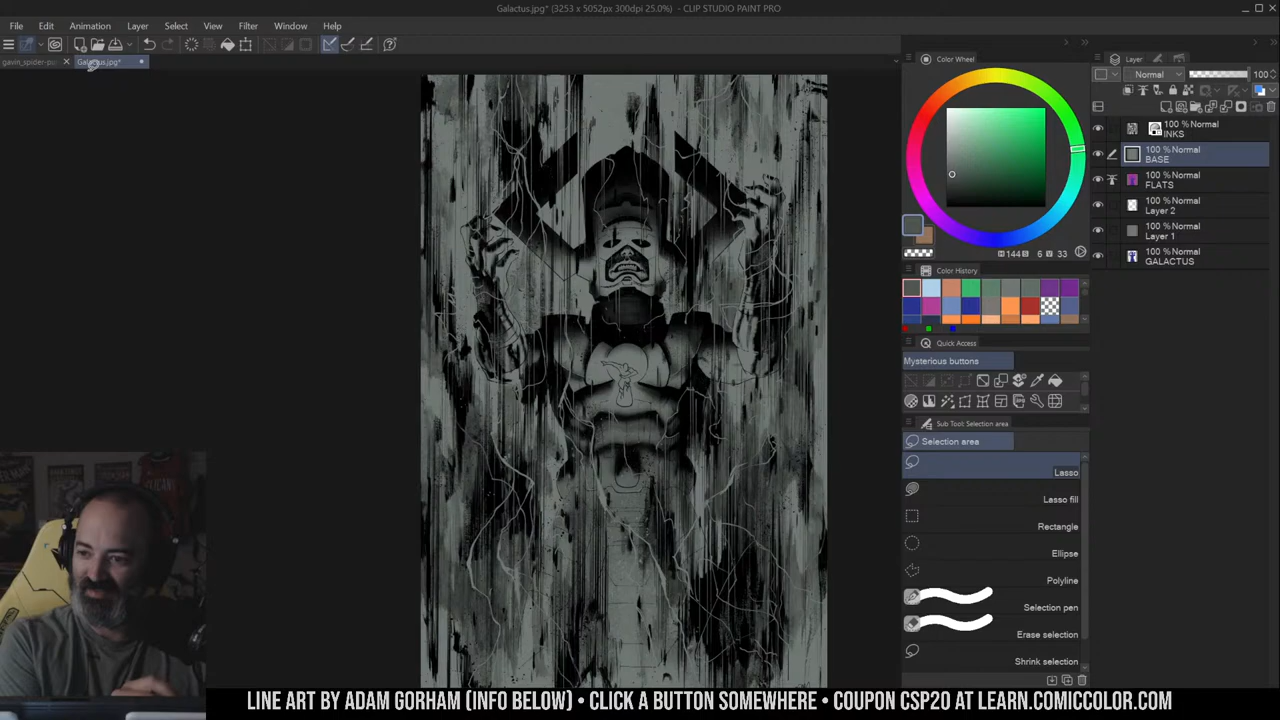 Galactus.jpg* (3253 x 5052px 300dpi 25.0%) - CLIP STUDIO PAINT PRO
File Edit Animation Layer Select View Filter Window Help
gavin_spider-pu
Galactus.jpg*
Color Wheel
H 144 S 6 V 33
Color History
Quick Access
Mysterious buttons
Sub Tool: Selection area
Selection area
Lasso
Lasso fill
Rectangle
Ellipse
Polyline
Selection pen
Erase selection
Shrink selection
Layer
Normal 100
100 % Normal
INKS
100 % Normal
BASE
100 % Normal
FLATS
100 % Normal
Layer 2
100 % Normal
Layer 1
100 % Normal
GALACTUS
LINE ART BY ADAM GORHAM (INFO BELOW) • CLICK A BUTTON SOMEWHERE • COUPON CSP20 AT LEARN.COMICCOLOR.COM